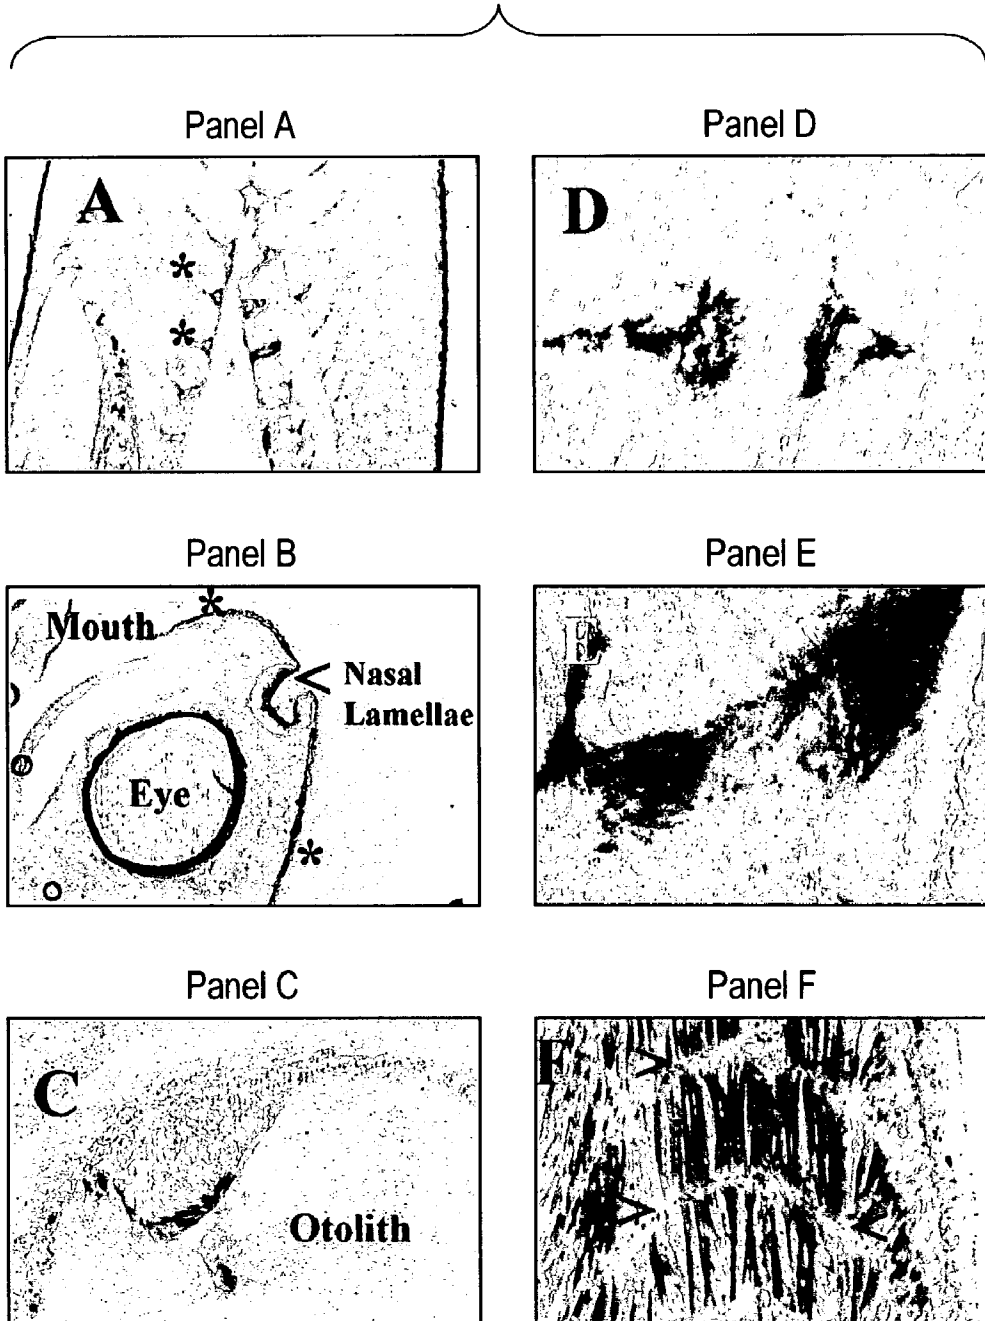 Panel A
A
*
*
Panel D
D
Panel B
*
Mouth
< Nasal
Lamellae
Eye
*
Panel E
E
Panel C
C
Otolith
Panel F
F
>
>
<